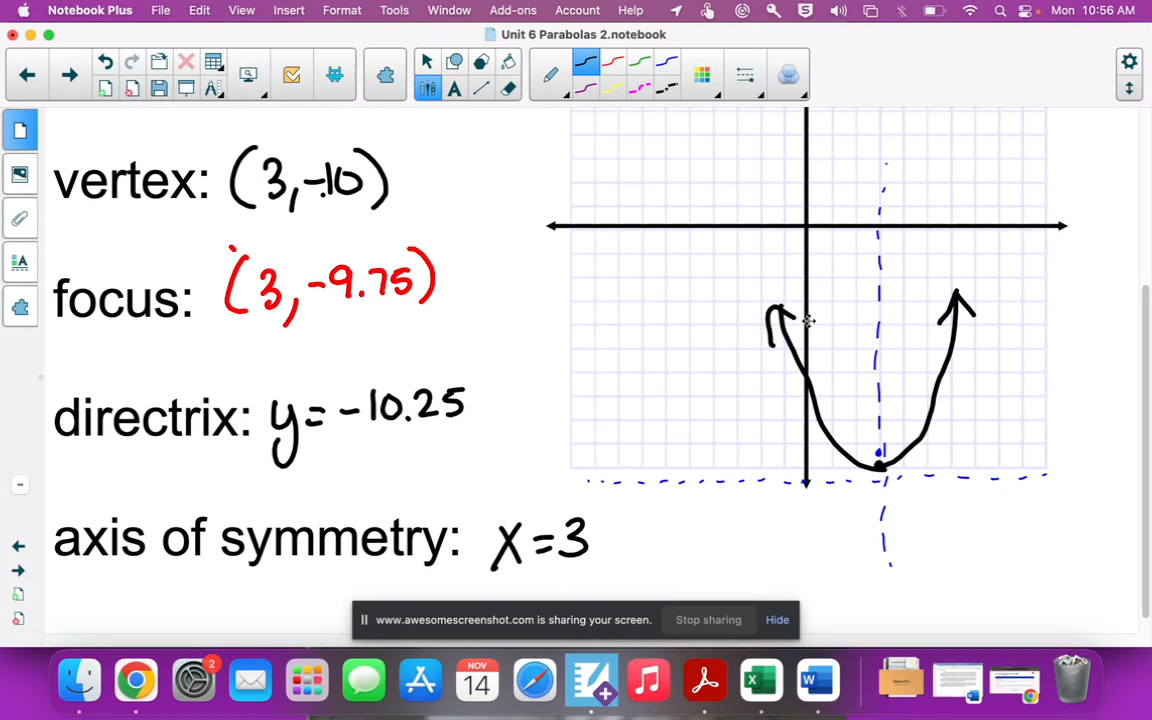 Notebook Plus File Edit View Insert Format Tools Window Add-ons Account Help Mon 10:56 AM
Unit 6 Parabolas 2.notebook
vertex: (3,-10)
focus: (3,-9.75)
directrix: y=-10.25
axis of symmetry: x=3
www.awesomescreenshot.com is sharing your screen. Stop sharing Hide
2
NOV
14